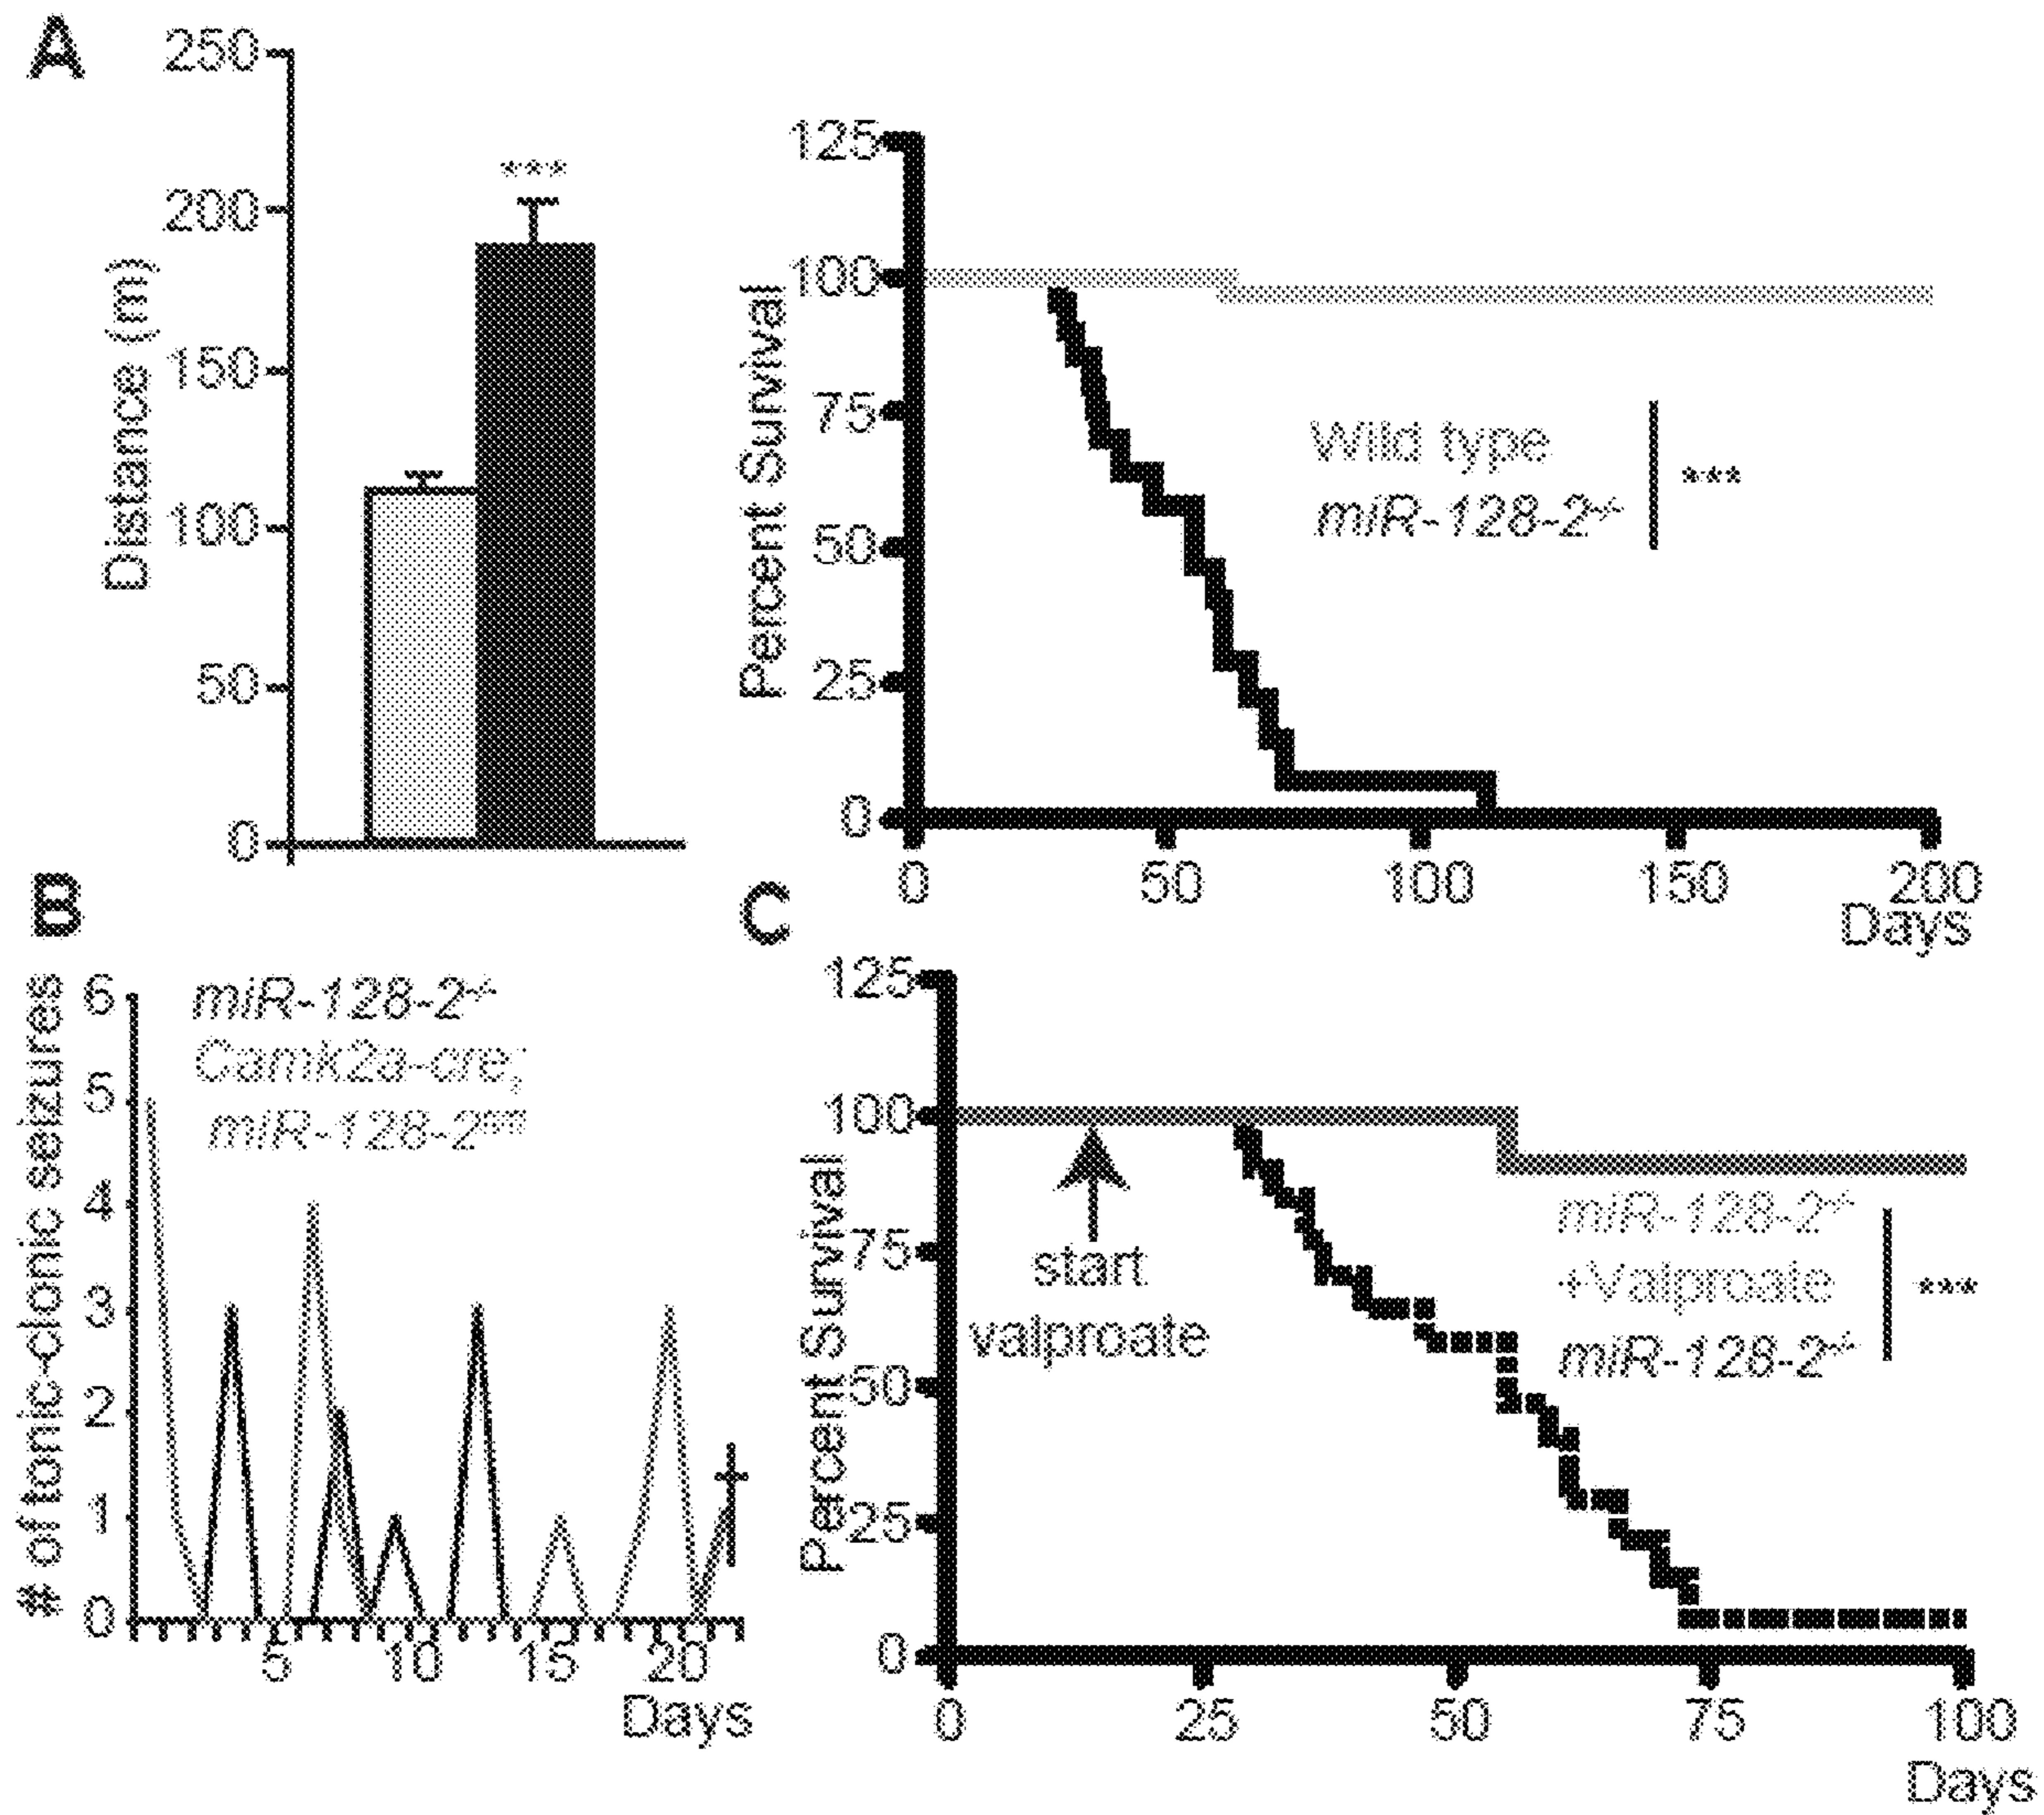 A
250
200
150
100
50
0
Distance (m)
***
125
100
75
50
25
0
Percent Survival
Wild type
miR-128-2-/-
***
0
50
100
150
200
Days
B
6
5
4
3
2
1
0
# of tonic-clonic seizures
miR-128-2-/-
Camk2a-cre;
miR-128-2fl/fl
5
10
15
20
Days
C
125
100
75
50
25
0
Percent Survival
start
valproate
miR-128-2-/-
+Valproate
miR-128-2-/-
***
0
25
50
75
100
Days